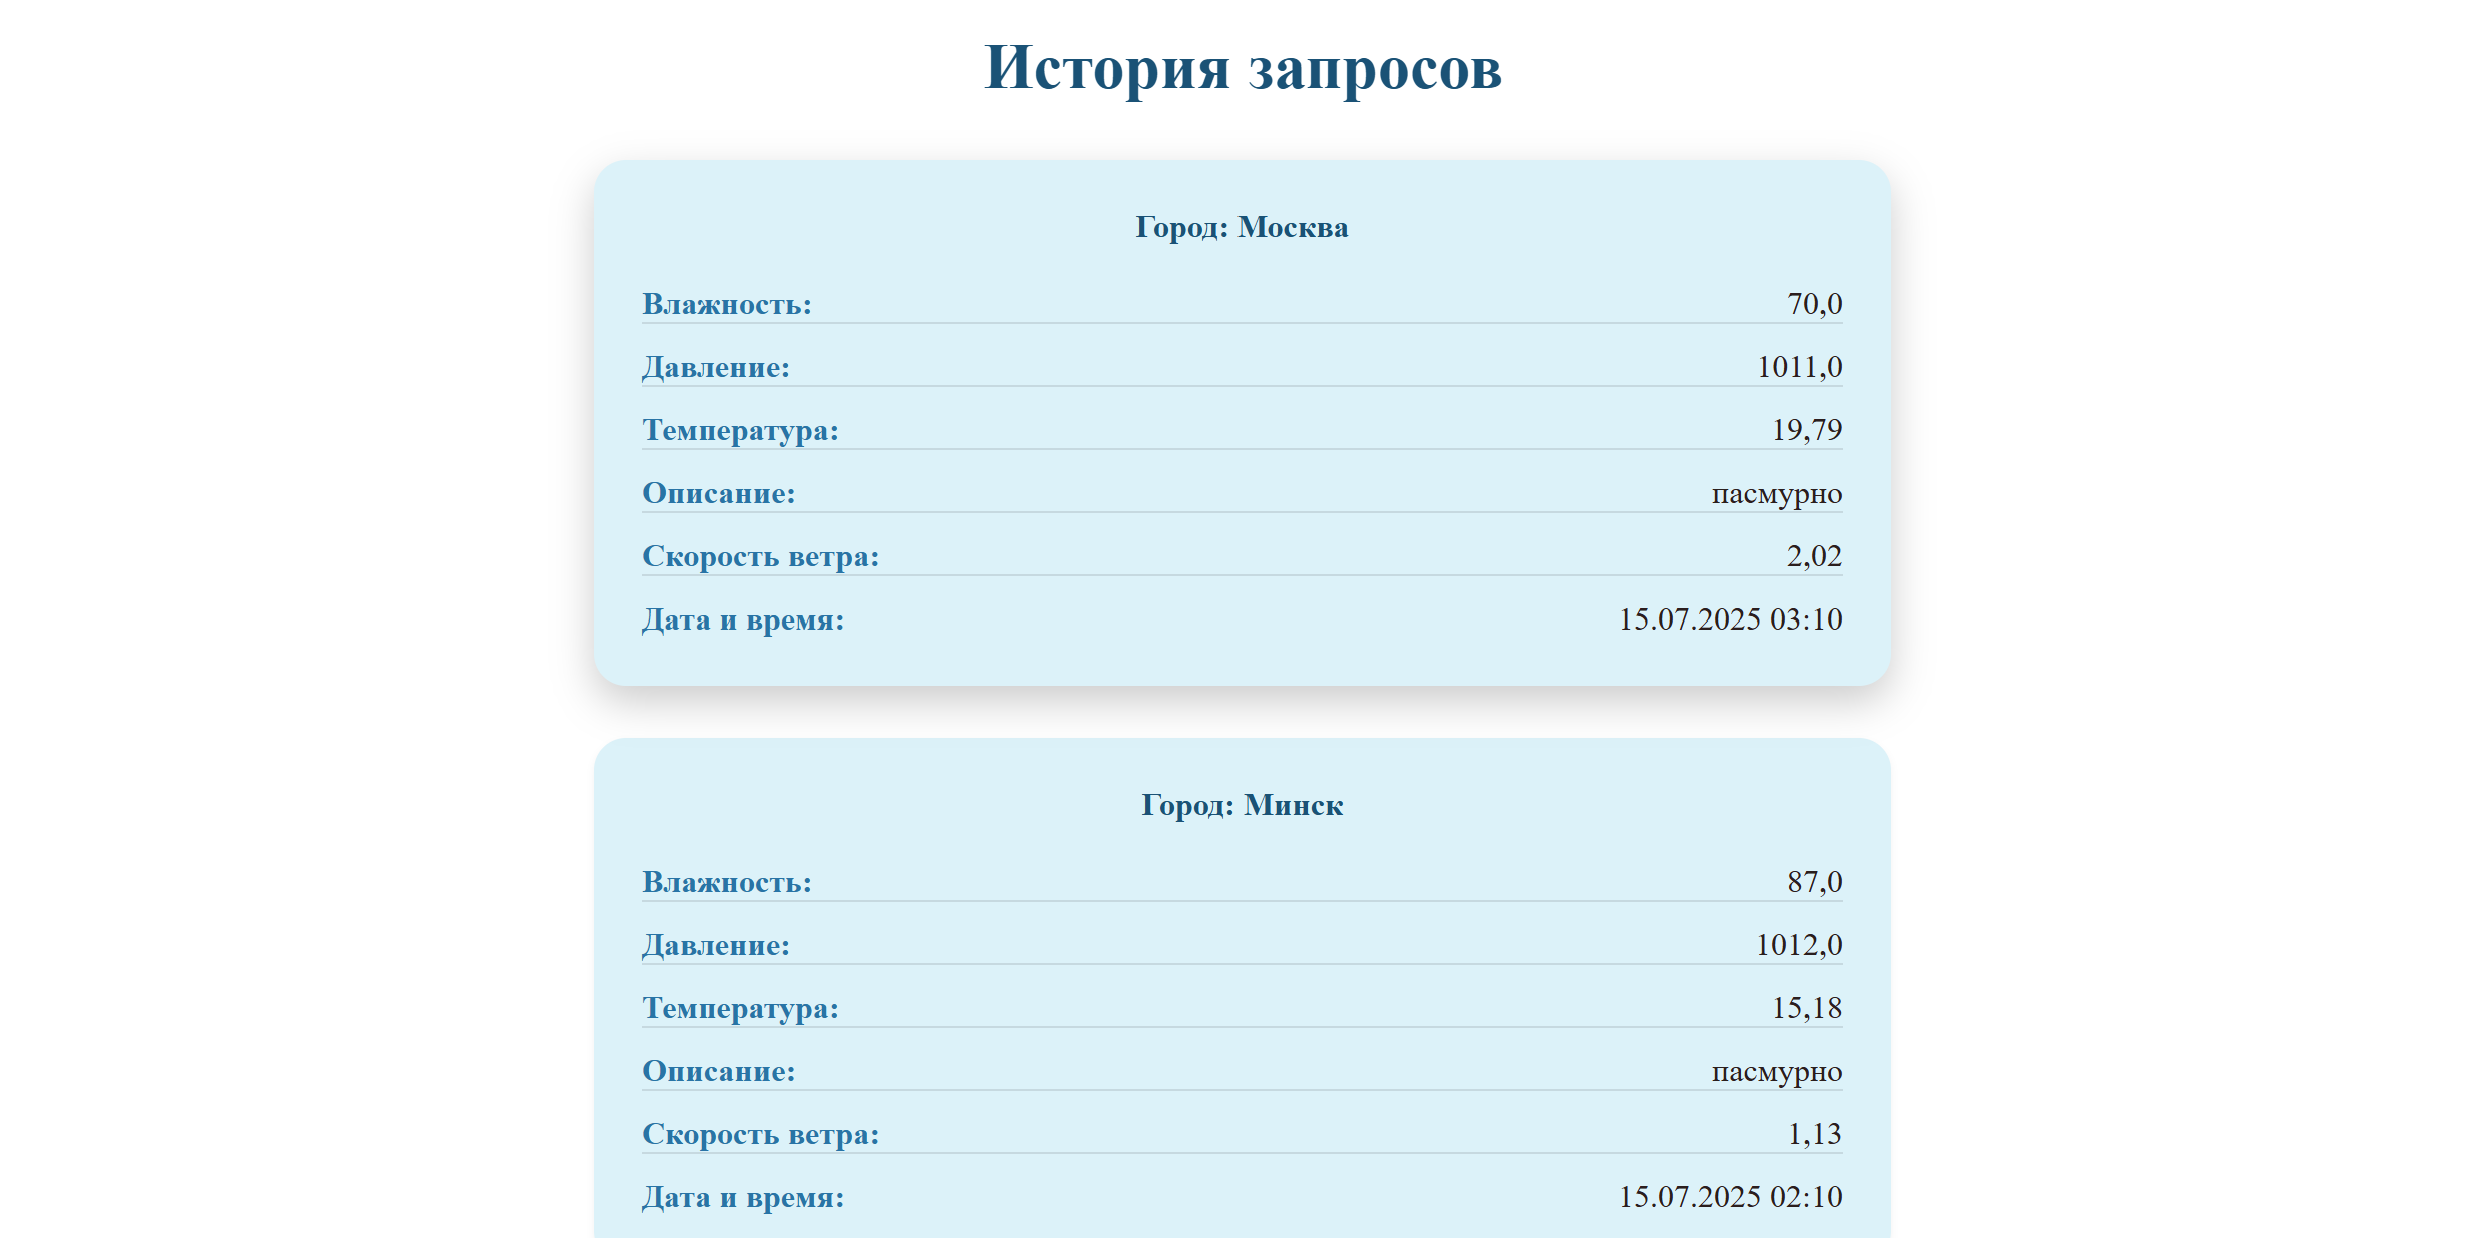 История запросов
Город: Москва
Влажность: 70,0
Давление: 1011,0
Температура: 19,79
Описание: пасмурно
Скорость ветра: 2,02
Дата и время: 15.07.2025 03:10
Город: Минск
Влажность: 87,0
Давление: 1012,0
Температура: 15,18
Описание: пасмурно
Скорость ветра: 1,13
Дата и время: 15.07.2025 02:10